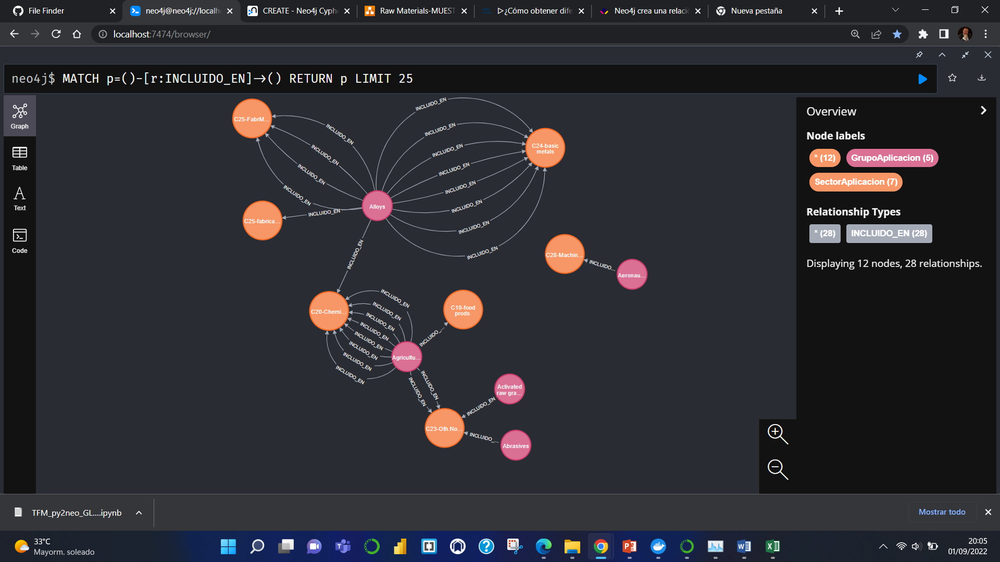 File Finder
neo4j@neo4j://localh
CREATE - Neo4j Cyphe
Raw Materials-MUEST
ᐅ¿Cómo obtener dife
Neo4j crea una relaci
Nueva pestaña
localhost:7474/browser/
neo4j$ MATCH p=()-[r:INCLUIDO_EN]→() RETURN p LIMIT 25
Graph
Table
Text
Code
C25-FabrM...
INCLUIDO_EN
INCLUIDO_EN
INCLUIDO_EN
INCLUIDO_EN
C25-fabrica...
INCLUIDO_EN
Alloys
INCLUIDO_EN
INCLUIDO_EN
INCLUIDO_EN
INCLUIDO_EN
INCLUIDO_EN
INCLUIDO_EN
INCLUIDO_EN
INCLUIDO_EN
C24-basic
metals
INCLUIDO_EN
C28-Machin...
INCLUIDO...
Aeronau...
C20-Chemi...
INCLUIDO_EN
INCLUIDO_EN
INCLUIDO_EN
INCLUIDO_EN
INCLUIDO_EN
INCLUIDO_EN
INCLUIDO_EN
INCLUIDO_EN
C10-food
prods.
INCLUIDO_...
Agricultu...
INCLUIDO_EN
INCLUIDO_EN
Activated
raw gra...
INCLUIDO_EN
C23-Oth.No...
INCLUIDO_...
Abrasives
Overview
Node labels
* (12)
GrupoAplicacion (5)
SectorAplicacion (7)
Relationship Types
* (28)
INCLUIDO_EN (28)
Displaying 12 nodes, 28 relationships.
TFM_py2neo_GL....ipynb
Mostrar todo
33°C
Mayorm. soleado
20:05
01/09/2022